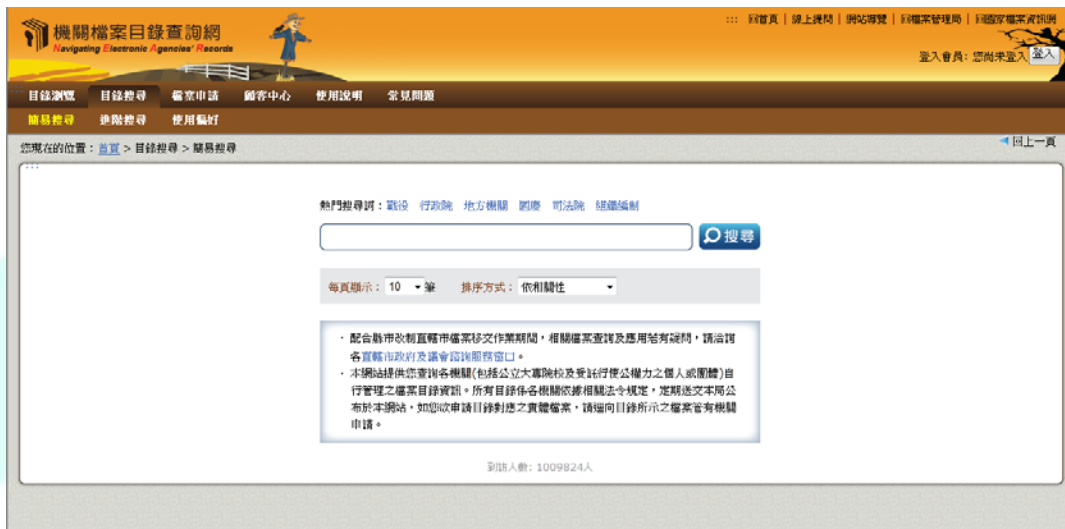 ::: 回首頁 | 線上提問 | 網站導覽 | 回檔案管理局 | 回國家檔案資訊網
機關檔案目錄查詢網
Navigating Electronic Agencies' Records
登入會員：您尚未登入 登入
目錄瀏覽 目錄搜尋 檔案申請 顧客中心 使用說明 常見問題
簡易搜尋 進階搜尋 使用偏好
您現在的位置：首頁 > 目錄搜尋 > 簡易搜尋
回上一頁
熱門搜尋詞：戰役 行政院 地方機關 國慶 司法院 組織編制
搜尋
每頁顯示： 10 筆 排序方式： 依相關性
· 配合縣市改制直轄市檔案移交作業期間，相關檔案查詢及應用若有疑問，請洽詢
各直轄市政府及議會諮詢服務窗口。
· 本網站提供您查詢各機關(包括公立大專院校及受託行使公權力之個人或團體)自
行管理之檔案目錄資訊。所有目錄係各機關依據相關法令規定，定期送交本局公
布於本網站，如您欲申請目錄對應之實體檔案，請逕向目錄所示之檔案管有機關
申請。
到訪人數: 1009824人